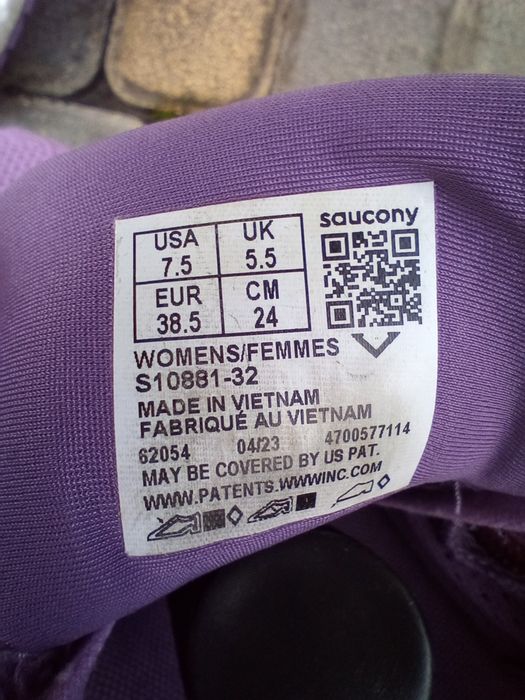 saucony
USA UK
7.5 5.5
EUR CM
38.5 24
WOMENS/FEMMES
S10881-32
MADE IN VIETNAM
FABRIQUÉ AU VIETNAM
62054 04/23 4700577114
MAY BE COVERED BY US PAT.
WWW.PATENTS.WWWINC.COM